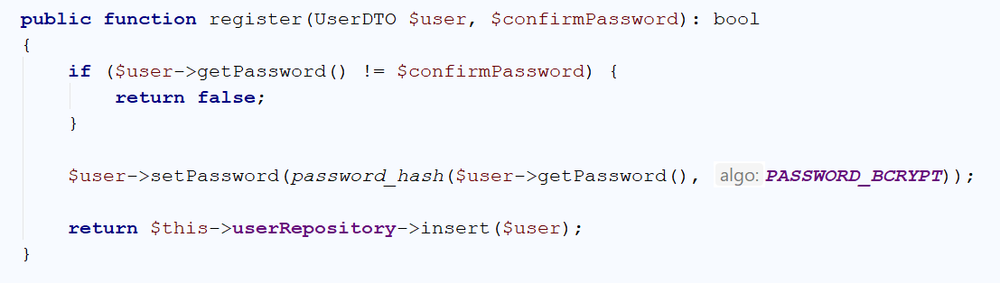 public function register(UserDTO $user, $confirmPassword): bool
{
    if ($user->getPassword() != $confirmPassword) {
        return false;
    }

    $user->setPassword(password_hash($user->getPassword(), algo: PASSWORD_BCRYPT));

    return $this->userRepository->insert($user);
}